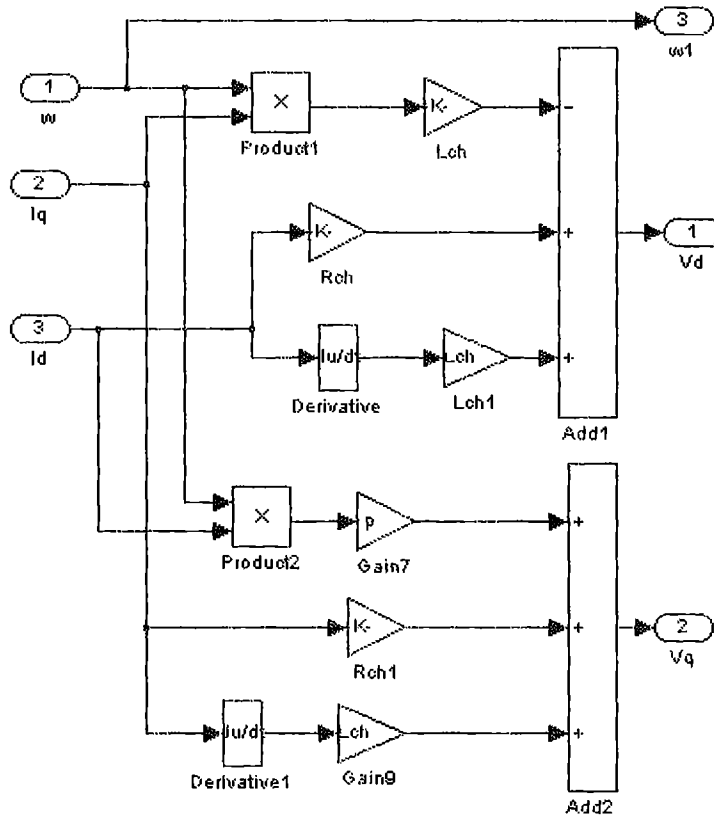 3
w1
1
w
×
Product1
K-
Lch
−
2
Iq
K-
Rch
+
1
Vd
3
Id
du/dt
Derivative
Lch
Lch1
+
Add1
×
Product2
p
Gain7
+
K-
Rch1
+
2
Vq
du/dt
Derivative1
Lch
Gain9
+
Add2